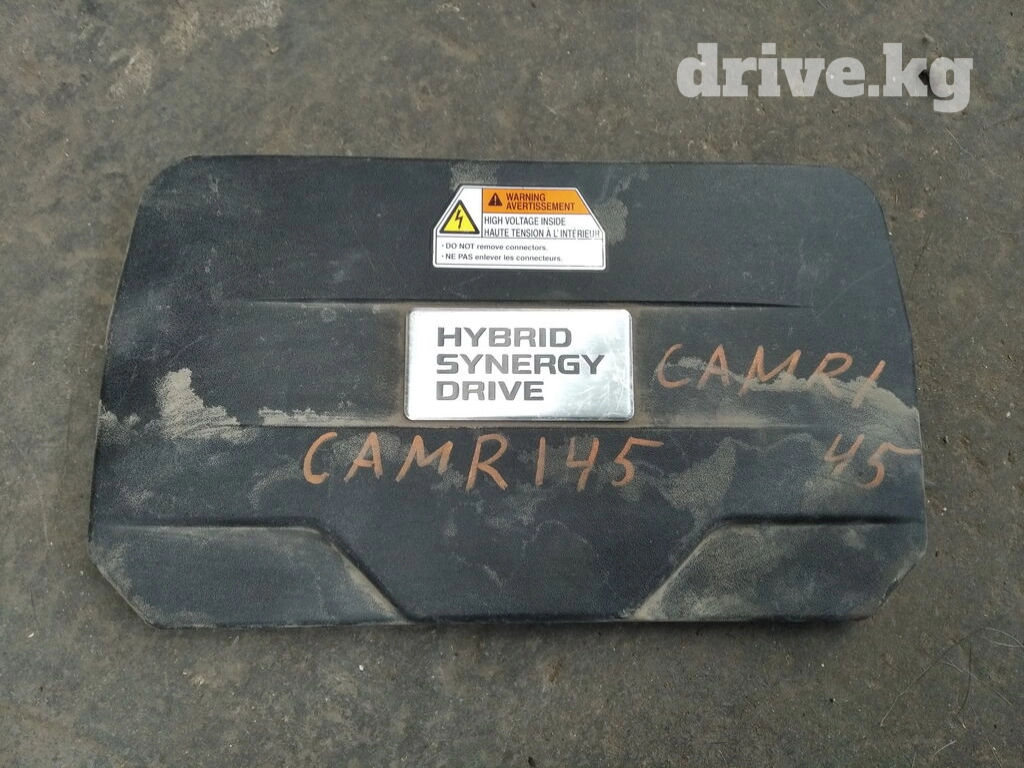 drive.kg
WARNING
AVERTISSEMENT
HIGH VOLTAGE INSIDE
HAUTE TENSION À L'INTÉRIEUR
· DO NOT remove connectors.
· NE PAS enlever les connecteurs.
HYBRID
SYNERGY
DRIVE
CAMRI
45
CAMRI45